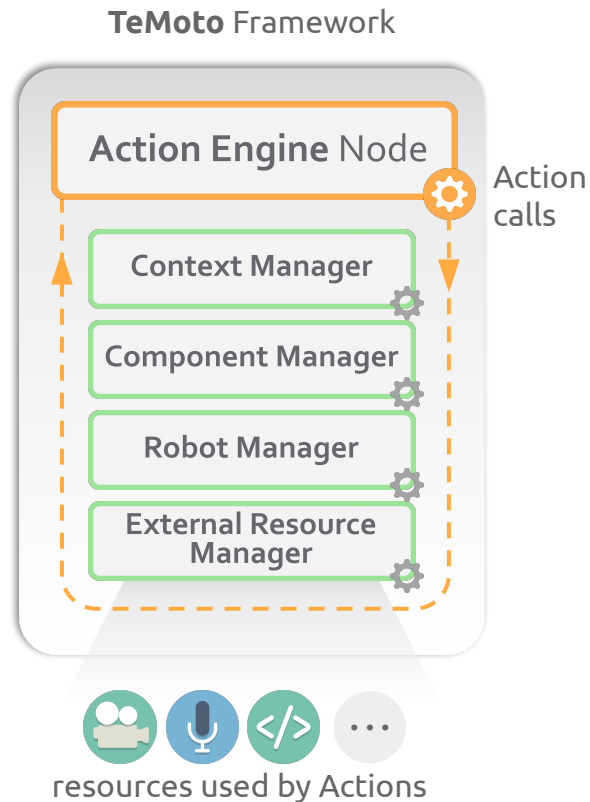 TeMoto Framework
Action Engine Node
Action
calls
Context Manager
Component Manager
Robot Manager
External Resource
Manager
</>
...
resources used by Actions